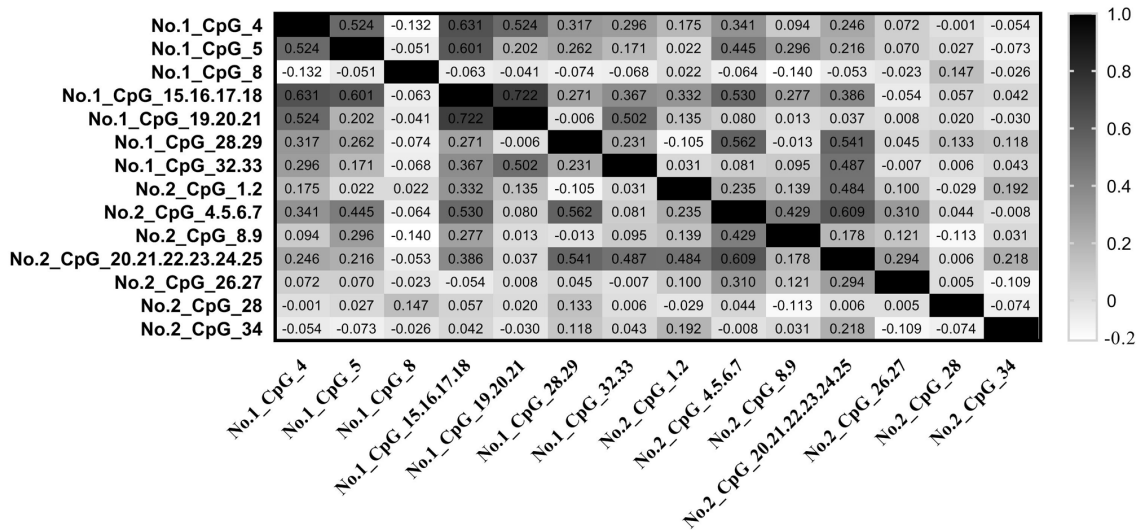 No.1_CpG_4 0.524 -0.132 0.631 0.524 0.317 0.296 0.175 0.341 0.094 0.246 0.072 -0.001 -0.054
No.1_CpG_5 0.524 -0.051 0.601 0.202 0.262 0.171 0.022 0.445 0.296 0.216 0.070 0.027 -0.073
No.1_CpG_8 -0.132 -0.051 -0.063 -0.041 -0.074 -0.068 0.022 -0.064 -0.140 -0.053 -0.023 0.147 -0.026
No.1_CpG_15.16.17.18 0.631 0.601 -0.063 0.722 0.271 0.367 0.332 0.530 0.277 0.386 -0.054 0.057 0.042
No.1_CpG_19.20.21 0.524 0.202 -0.041 0.722 -0.006 0.502 0.135 0.080 0.013 0.037 0.008 0.020 -0.030
No.1_CpG_28.29 0.317 0.262 -0.074 0.271 -0.006 0.231 -0.105 0.562 -0.013 0.541 0.045 0.133 0.118
No.1_CpG_32.33 0.296 0.171 -0.068 0.367 0.502 0.231 0.031 0.081 0.095 0.487 -0.007 0.006 0.043
No.2_CpG_1.2 0.175 0.022 0.022 0.332 0.135 -0.105 0.031 0.235 0.139 0.484 0.100 -0.029 0.192
No.2_CpG_4.5.6.7 0.341 0.445 -0.064 0.530 0.080 0.562 0.081 0.235 0.429 0.609 0.310 0.044 -0.008
No.2_CpG_8.9 0.094 0.296 -0.140 0.277 0.013 -0.013 0.095 0.139 0.429 0.178 0.121 -0.113 0.031
No.2_CpG_20.21.22.23.24.25 0.246 0.216 -0.053 0.386 0.037 0.541 0.487 0.484 0.609 0.178 0.294 0.006 0.218
No.2_CpG_26.27 0.072 0.070 -0.023 -0.054 0.008 0.045 -0.007 0.100 0.310 0.121 0.294 0.005 -0.109
No.2_CpG_28 -0.001 0.027 0.147 0.057 0.020 0.133 0.006 -0.029 0.044 -0.113 0.006 0.005 -0.074
No.2_CpG_34 -0.054 -0.073 -0.026 0.042 -0.030 0.118 0.043 0.192 -0.008 0.031 0.218 -0.109 -0.074
No.1_CpG_4
No.1_CpG_5
No.1_CpG_8
No.1_CpG_15.16.17.18
No.1_CpG_19.20.21
No.1_CpG_28.29
No.1_CpG_32.33
No.2_CpG_1.2
No.2_CpG_4.5.6.7
No.2_CpG_8.9
No.2_CpG_20.21.22.23.24.25
No.2_CpG_26.27
No.2_CpG_28
No.2_CpG_34
1.0
0.8
0.6
0.4
0.2
0
-0.2